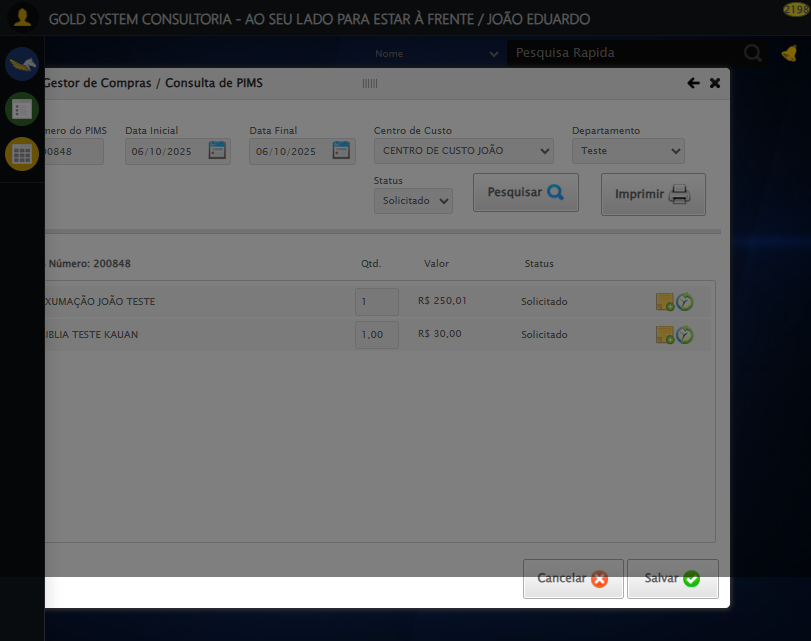 2198
GOLD SYSTEM CONSULTORIA - AO SEU LADO PARA ESTAR À FRENTE / JOÃO EDUARDO
Nome
Pesquisa Rapida
Gestor de Compras / Consulta de PIMS
mero do PIMS
Data Inicial
Data Final
Centro de Custo
Departamento
00848
06/10/2025
06/10/2025
CENTRO DE CUSTO JOÃO
Teste
Status
Solicitado
Pesquisar
Imprimir
Número: 200848
Qtd.
Valor
Status
XUMAÇÃO JOÃO TESTE
1
R$ 250,01
Solicitado
IBLIA TESTE KAUAN
1,00
R$ 30,00
Solicitado
Cancelar
Salvar